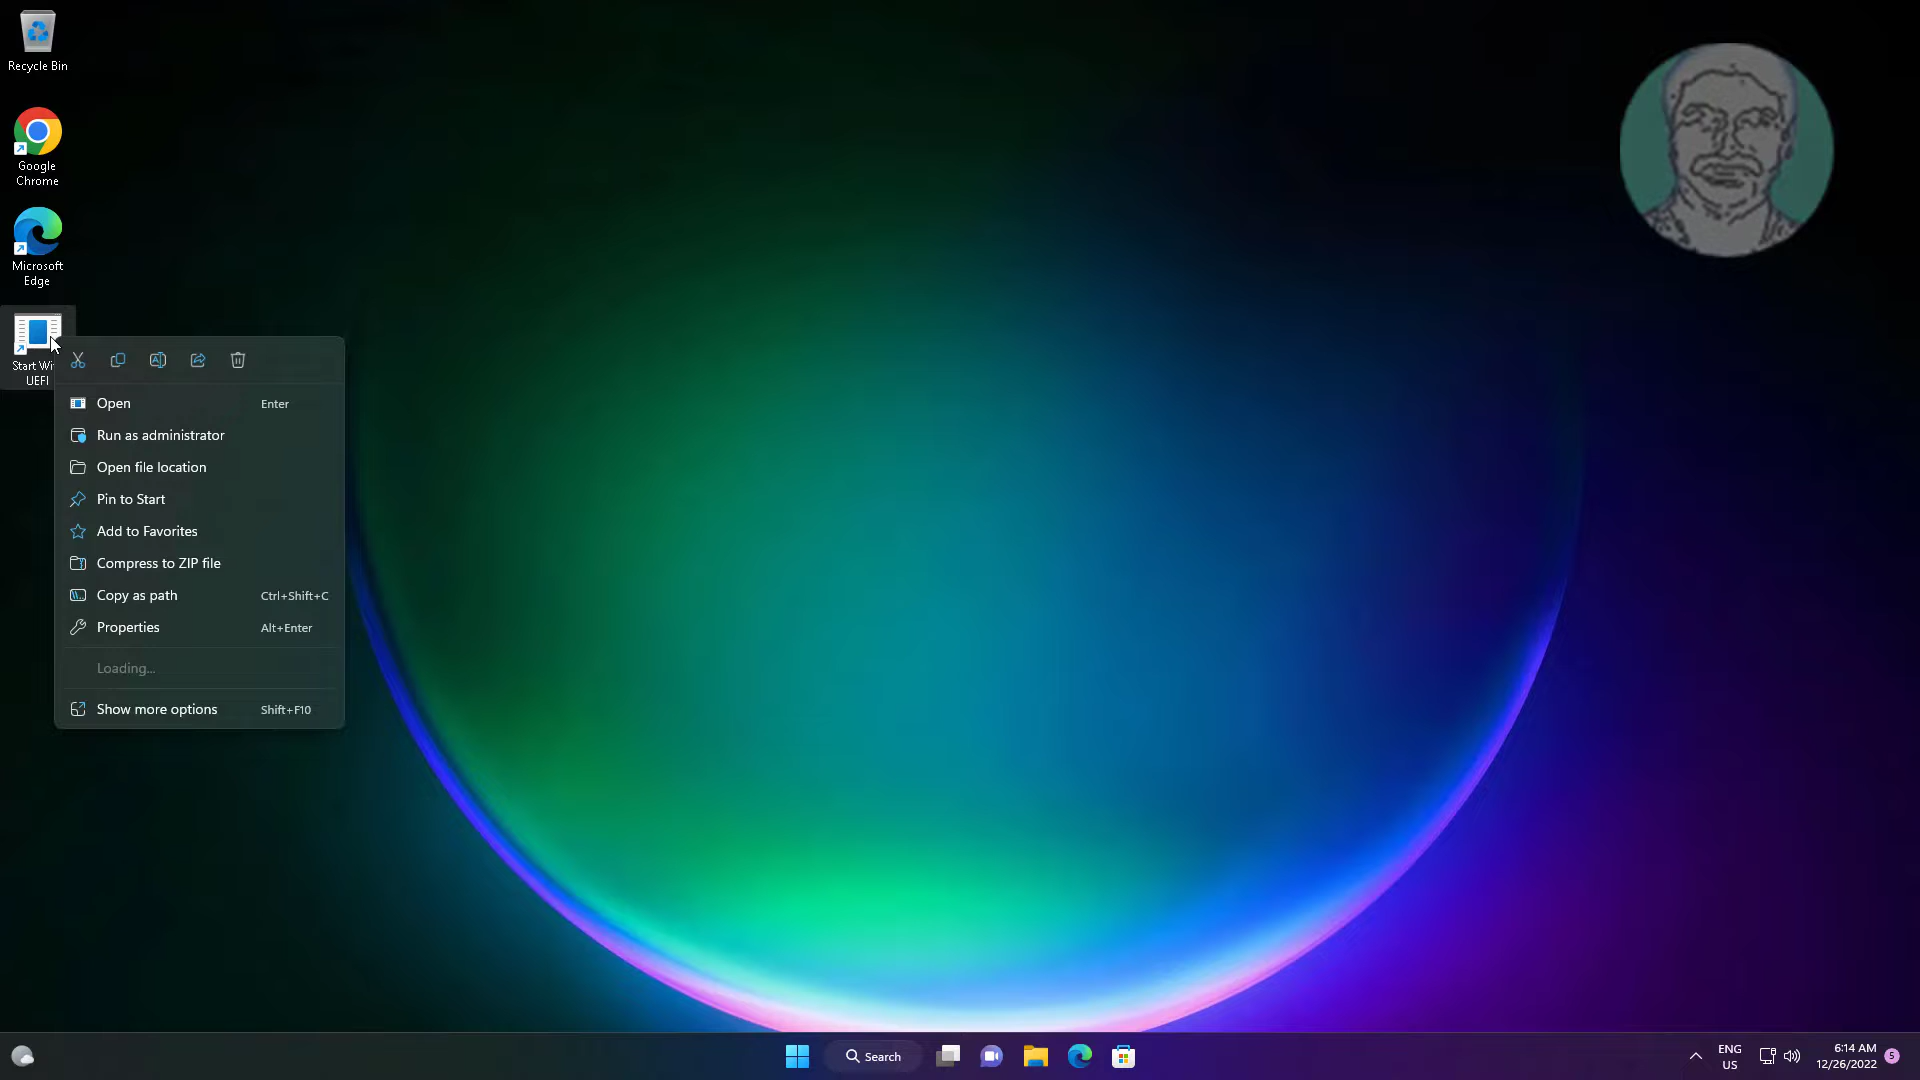 Recycle Bin
Google
Chrome
Microsoft
Edge
UEFI
Open Enter
Run as administrator
Open file location
Pin to Start
Add to Favorites
Compress to ZIP file
Copy as path Ctrl+Shift+C
Properties Alt+Enter
Loading...
Show more options Shift+F10
Search
ENG
US
6:14 AM
12/26/2022
5